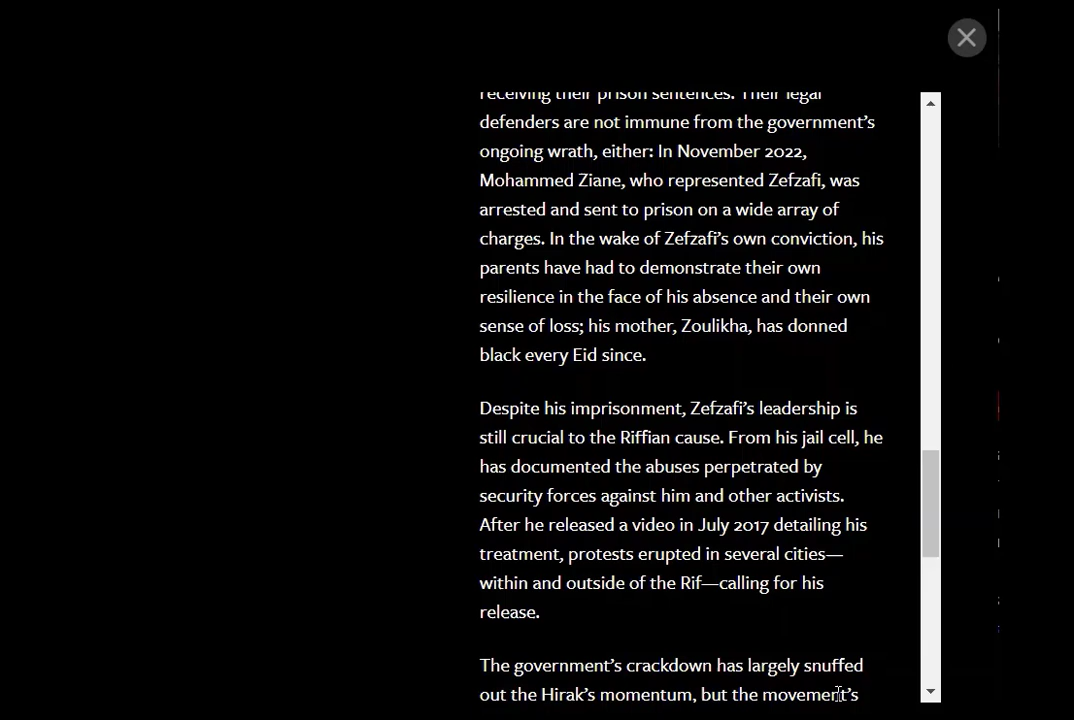 receiving their prison sentences. Their legal
defenders are not immune from the government’s
ongoing wrath, either: In November 2022,
Mohammed Ziane, who represented Zefzafi, was
arrested and sent to prison on a wide array of
charges. In the wake of Zefzafi’s own conviction, his
parents have had to demonstrate their own
resilience in the face of his absence and their own
sense of loss; his mother, Zoulikha, has donned
black every Eid since.
Despite his imprisonment, Zefzafi’s leadership is
still crucial to the Riffian cause. From his jail cell, he
has documented the abuses perpetrated by
security forces against him and other activists.
After he released a video in July 2017 detailing his
treatment, protests erupted in several cities—
within and outside of the Rif—calling for his
release.
The government’s crackdown has largely snuffed
out the Hirak’s momentum, but the movement’s